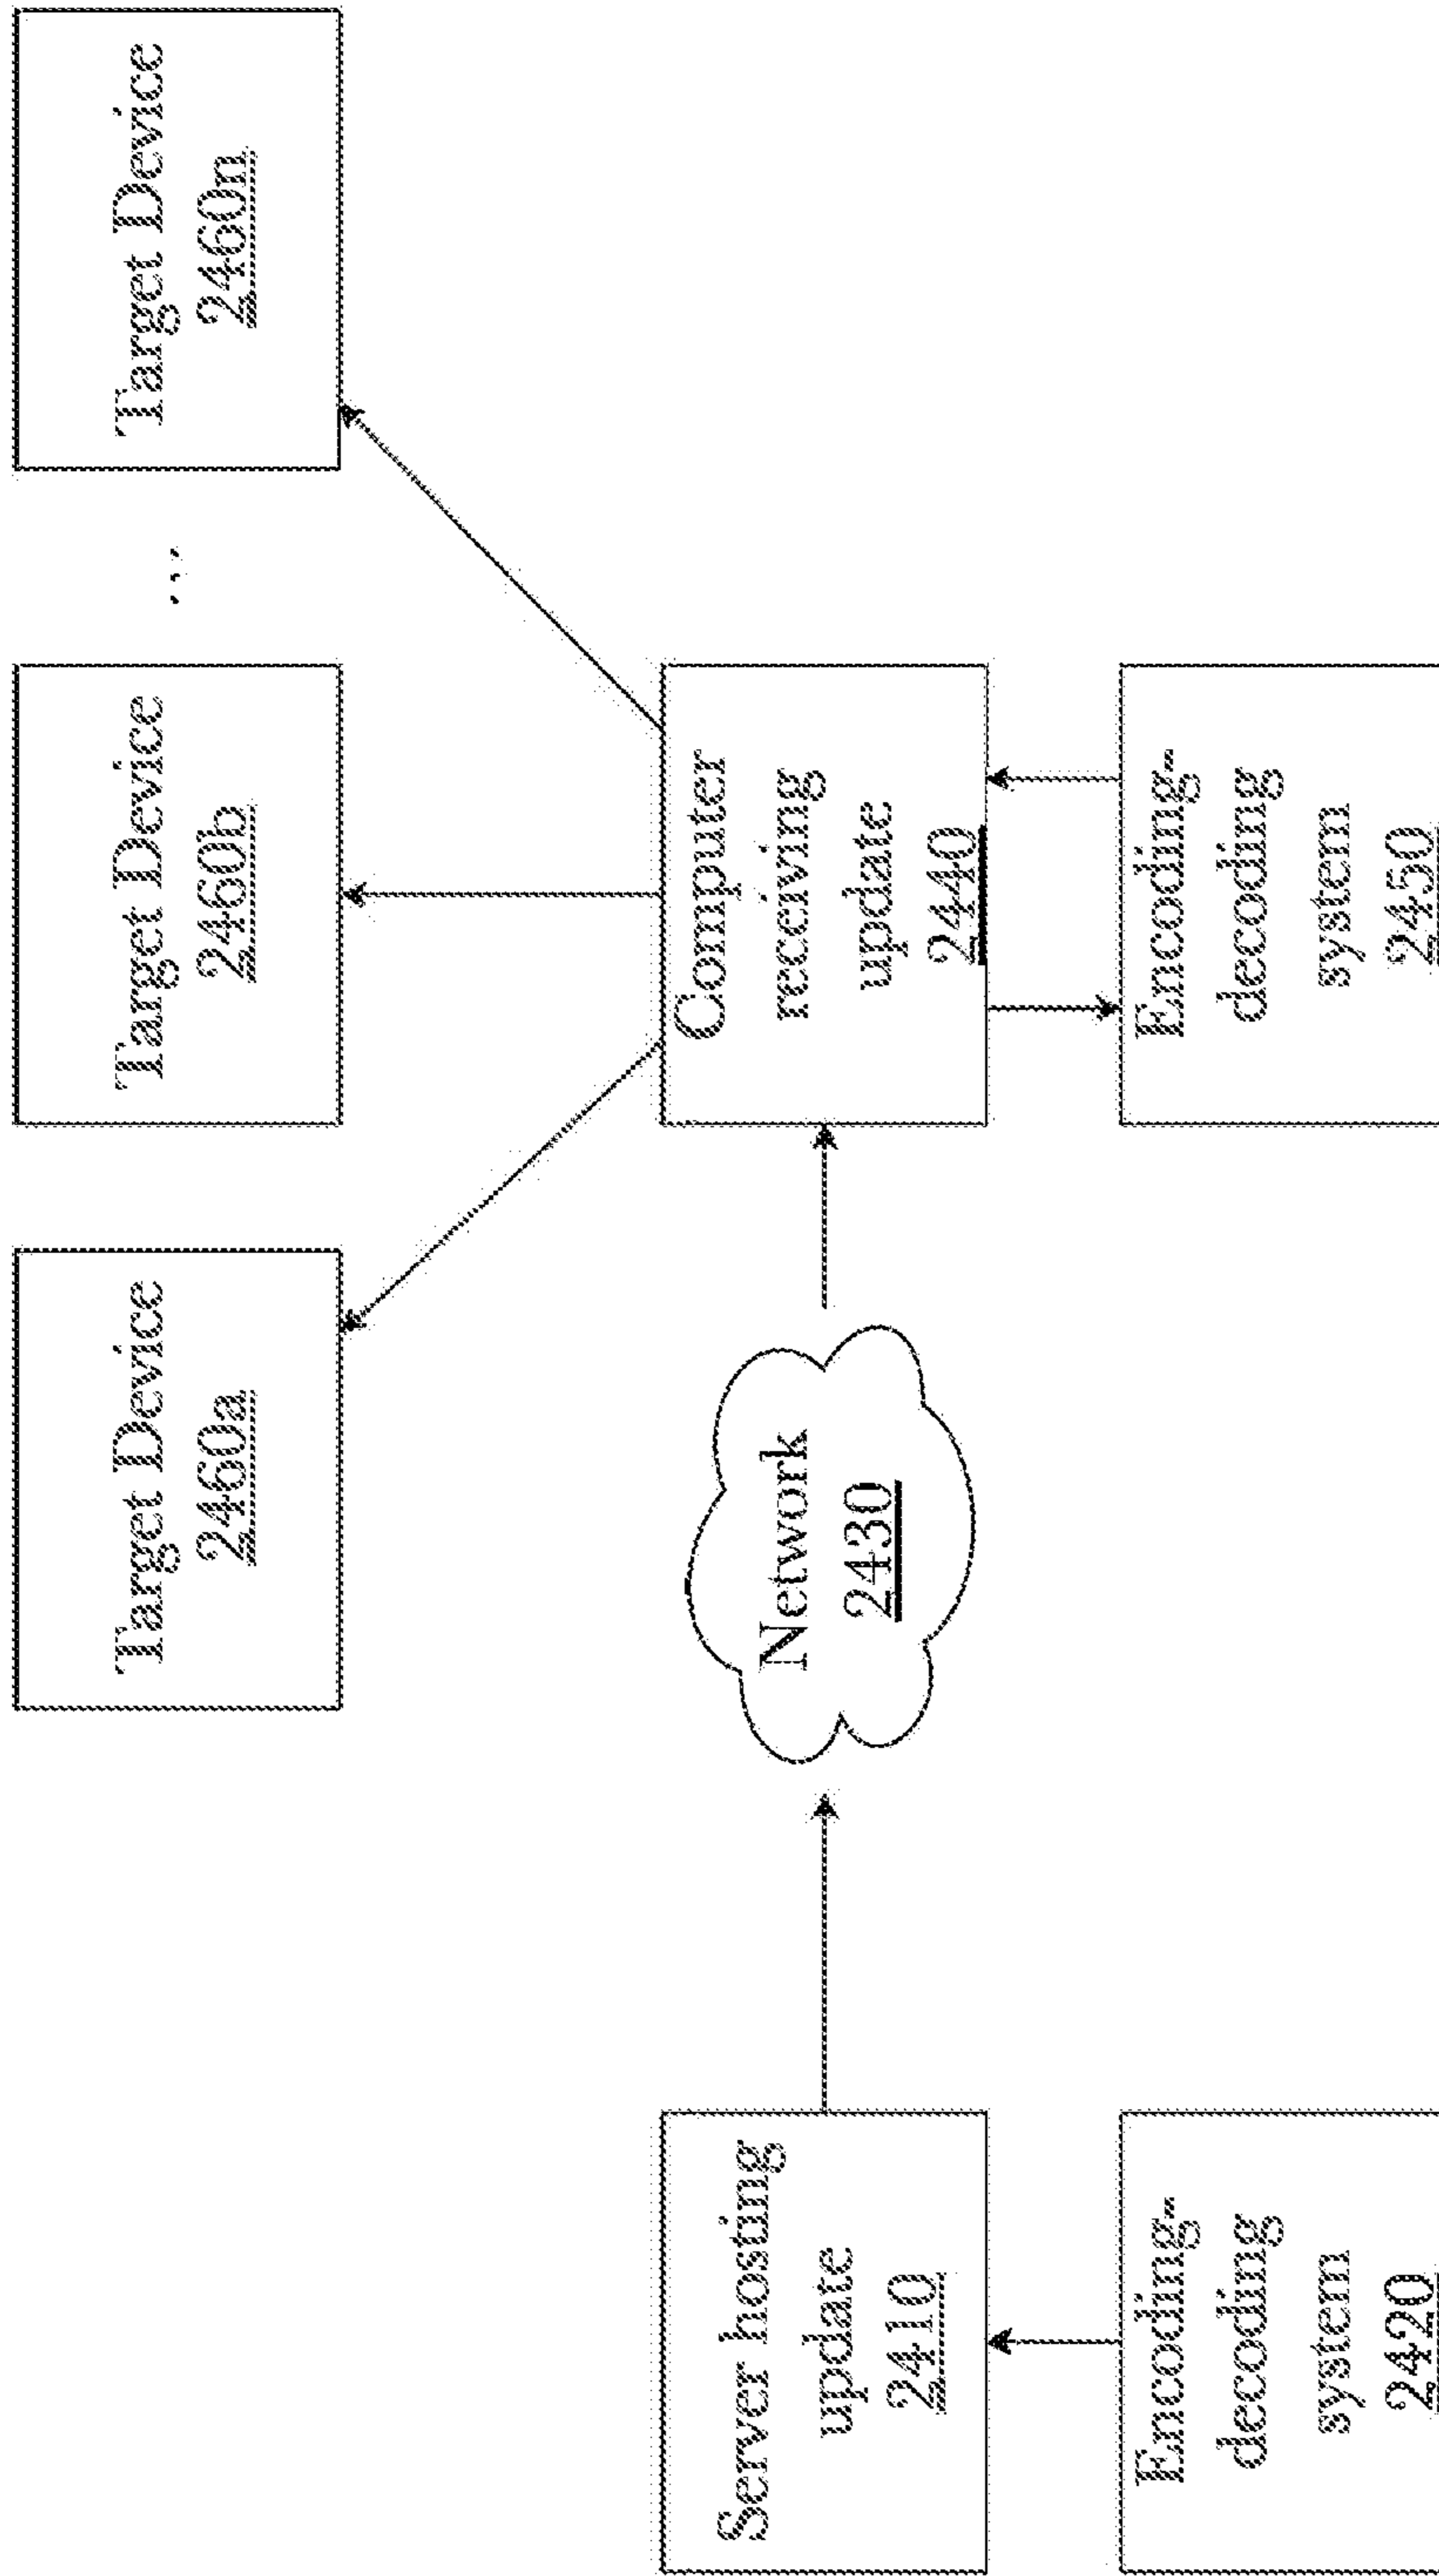 Target Device
2460a
Target Device
2460b
...
Target Device
2460n
Server hosting
update
2410
Network
2430
Computer
receiving
update
2440
Encoding-
decoding
system
2420
Encoding-
decoding
system
2450